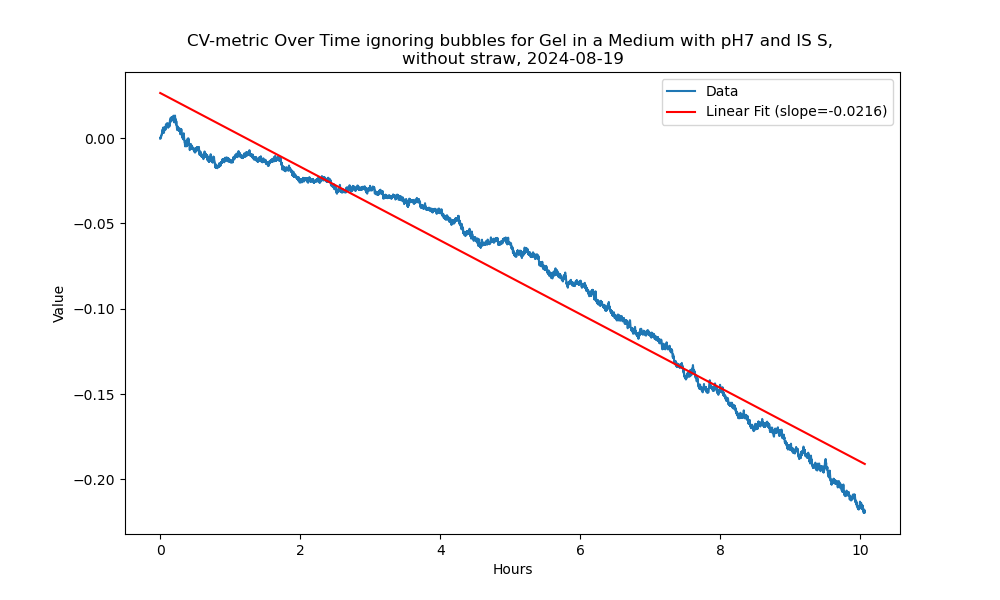 CV-metric Over Time ignoring bubbles for Gel in a Medium with pH7 and IS S,
without straw, 2024-08-19
Data
Linear Fit (slope=-0.0216)
Value
0.00
−0.05
−0.10
−0.15
−0.20
0 2 4 6 8 10
Hours